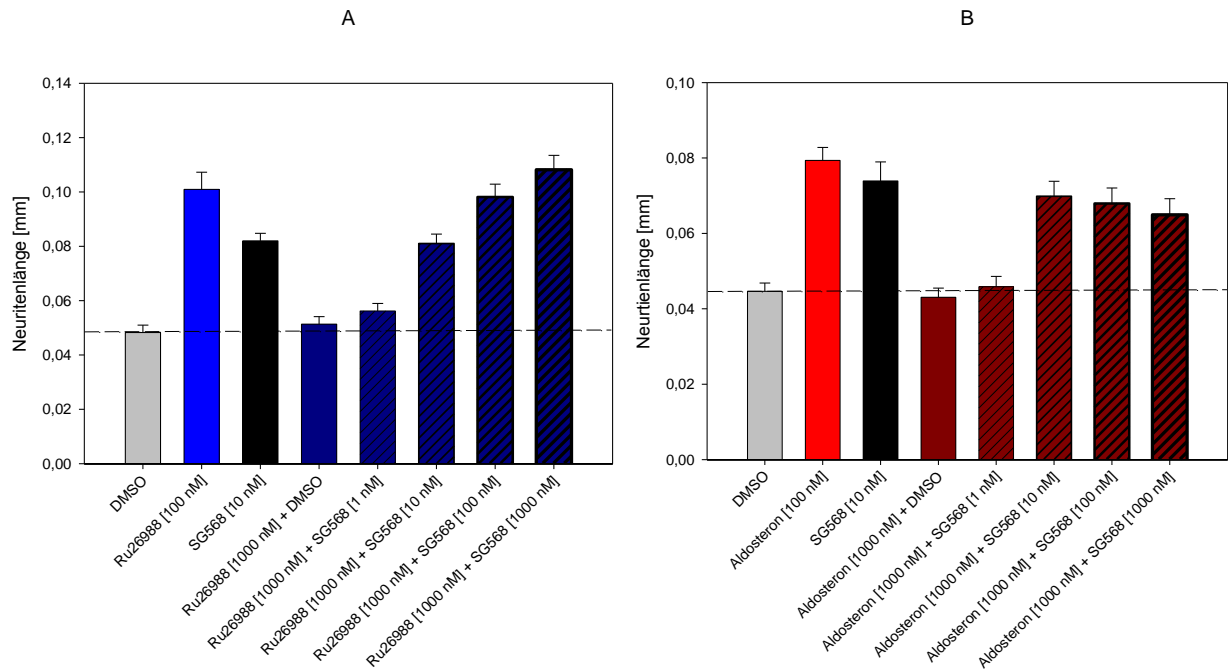 A
Neuritenlänge [mm]
0,14
0,12
0,10
0,08
0,06
0,04
0,02
0,00
DMSO
Ru26988 [100 nM]
SG568 [10 nM]
Ru26988 [1000 nM] + DMSO
Ru26988 [1000 nM] + SG568 [1 nM]
Ru26988 [1000 nM] + SG568 [10 nM]
Ru26988 [1000 nM] + SG568 [100 nM]
Ru26988 [1000 nM] + SG568 [1000 nM]
B
Neurtienlänge [mm]
0,10
0,08
0,06
0,04
0,02
0,00
DMSO
Aldosteron [100 nM]
SG568 [10 nM]
Aldosteron [1000 nM] + DMSO
Aldosteron [1000 nM] + SG568 [1 nM]
Aldosteron [1000 nM] + SG568 [10 nM]
Aldosteron [1000 nM] + SG568 [100 nM]
Aldosteron [1000 nM] + SG568 [1000 nM]